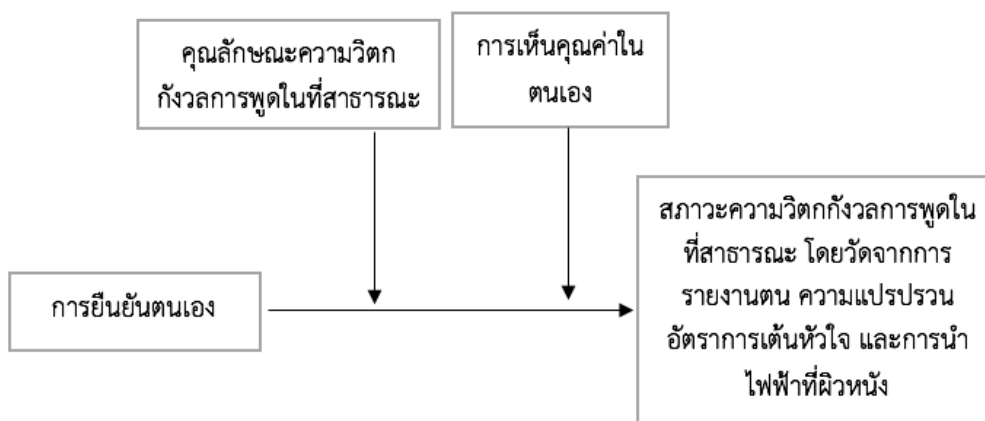 คุณลักษณะความวิตก
กังวลการพูดในที่สาธารณะ
การเห็นคุณค่าใน
ตนเอง
การยืนยันตนเอง
สภาวะความวิตกกังวลการพูดใน
ที่สาธารณะ โดยวัดจากการ
รายงานตน ความแปรปรวน
อัตราการเต้นหัวใจ และการนำ
ไฟฟ้าที่ผิวหนัง